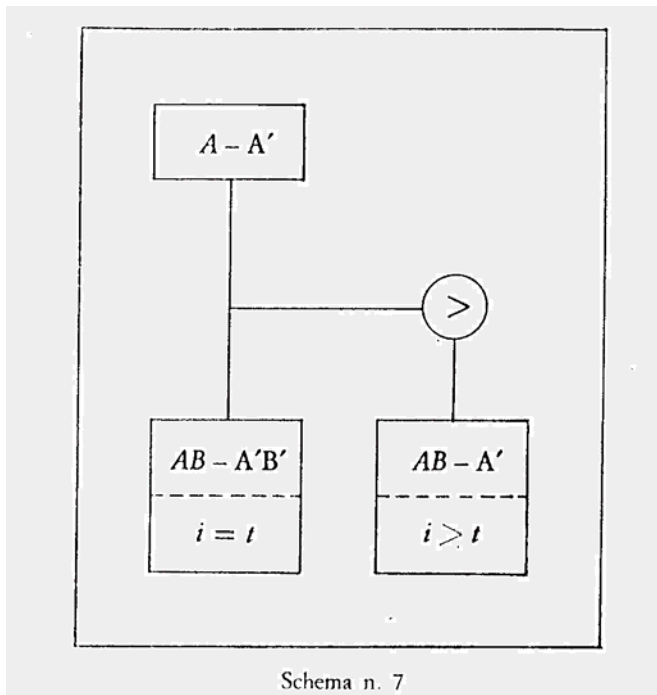 A – A′
>
AB – A′B′
i = t
AB – A′
i > t
Schema n. 7